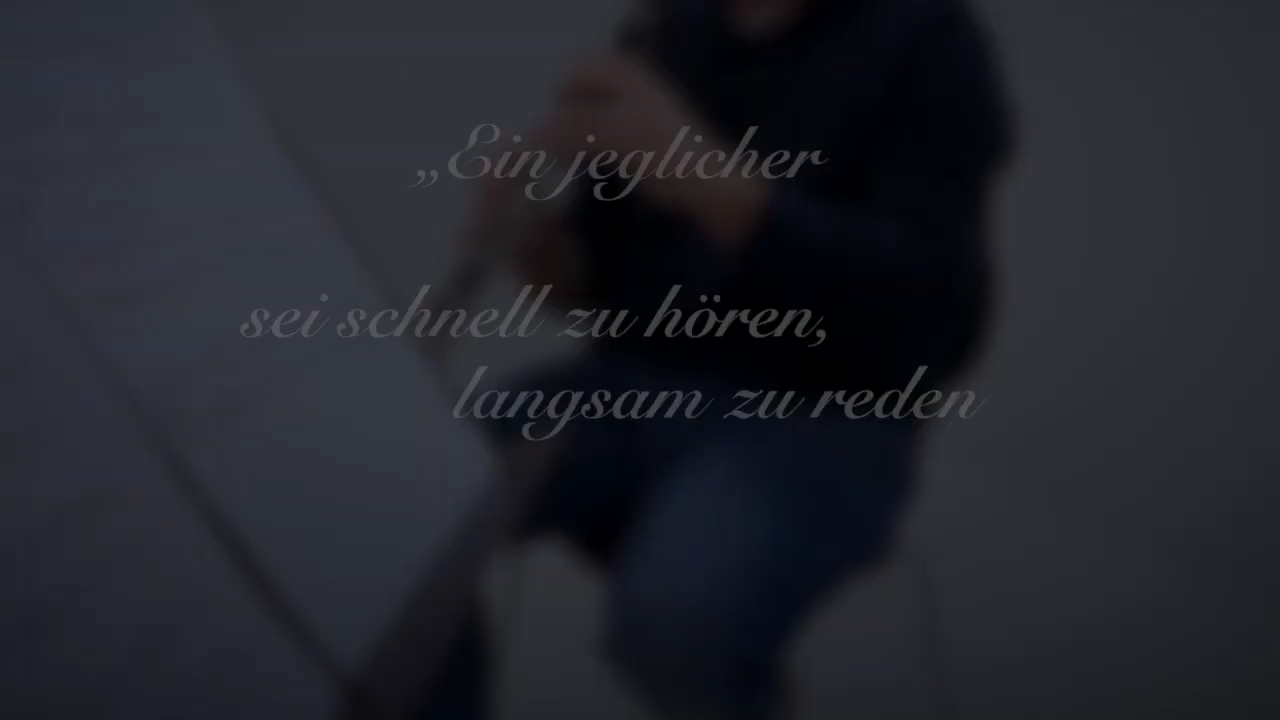 „Ein jeglicher
sei schnell zu hören,
langsam zu reden